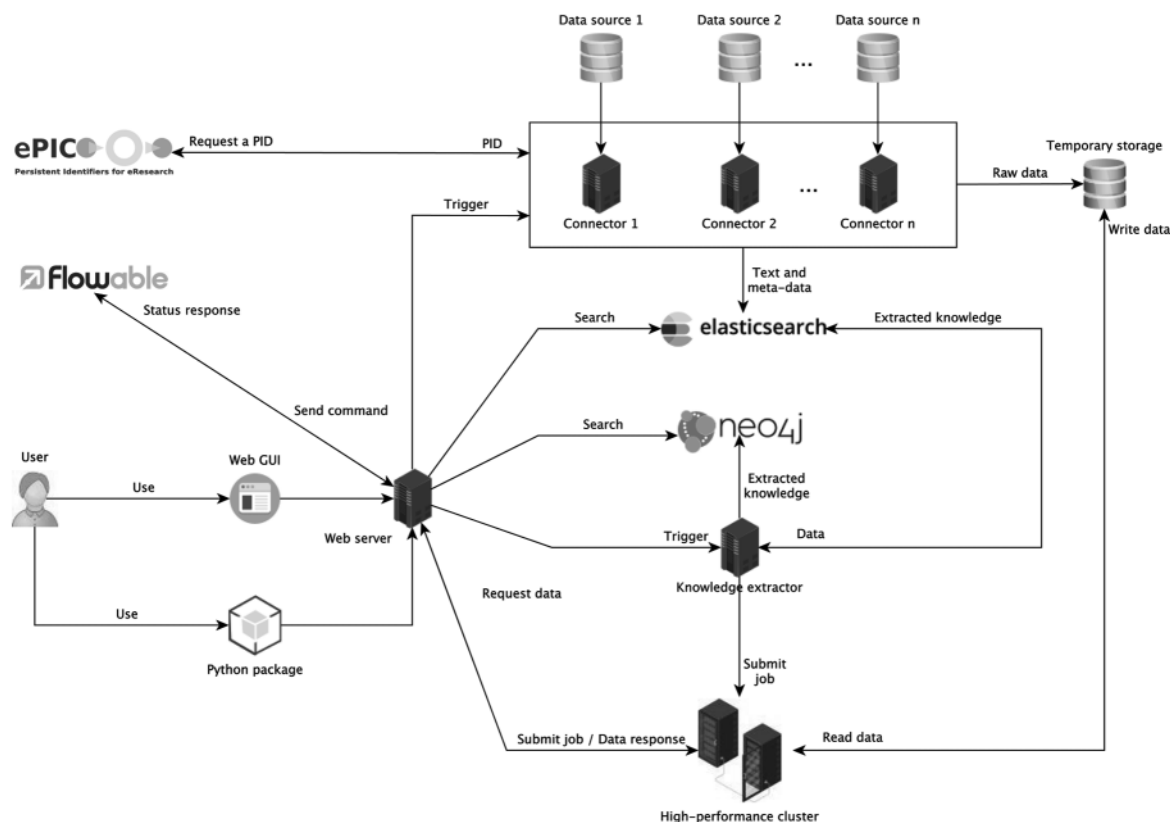 Data source 1
Data source 2
Data source n
...
ePIC
Persistent Identifiers for eResearch
Request a PID
PID
Connector 1
Connector 2
...
Connector n
Raw data
Temporary storage
Write data
Trigger
flowable
Status response
Text and
meta-data
Search
elasticsearch
Extracted knowledge
Send command
Search
neo4j
User
Use
Web GUI
Web server
Extracted
knowledge
Trigger
Data
Knowledge extractor
Request data
Use
Python package
Submit
job
Submit job / Data response
Read data
High-performance cluster